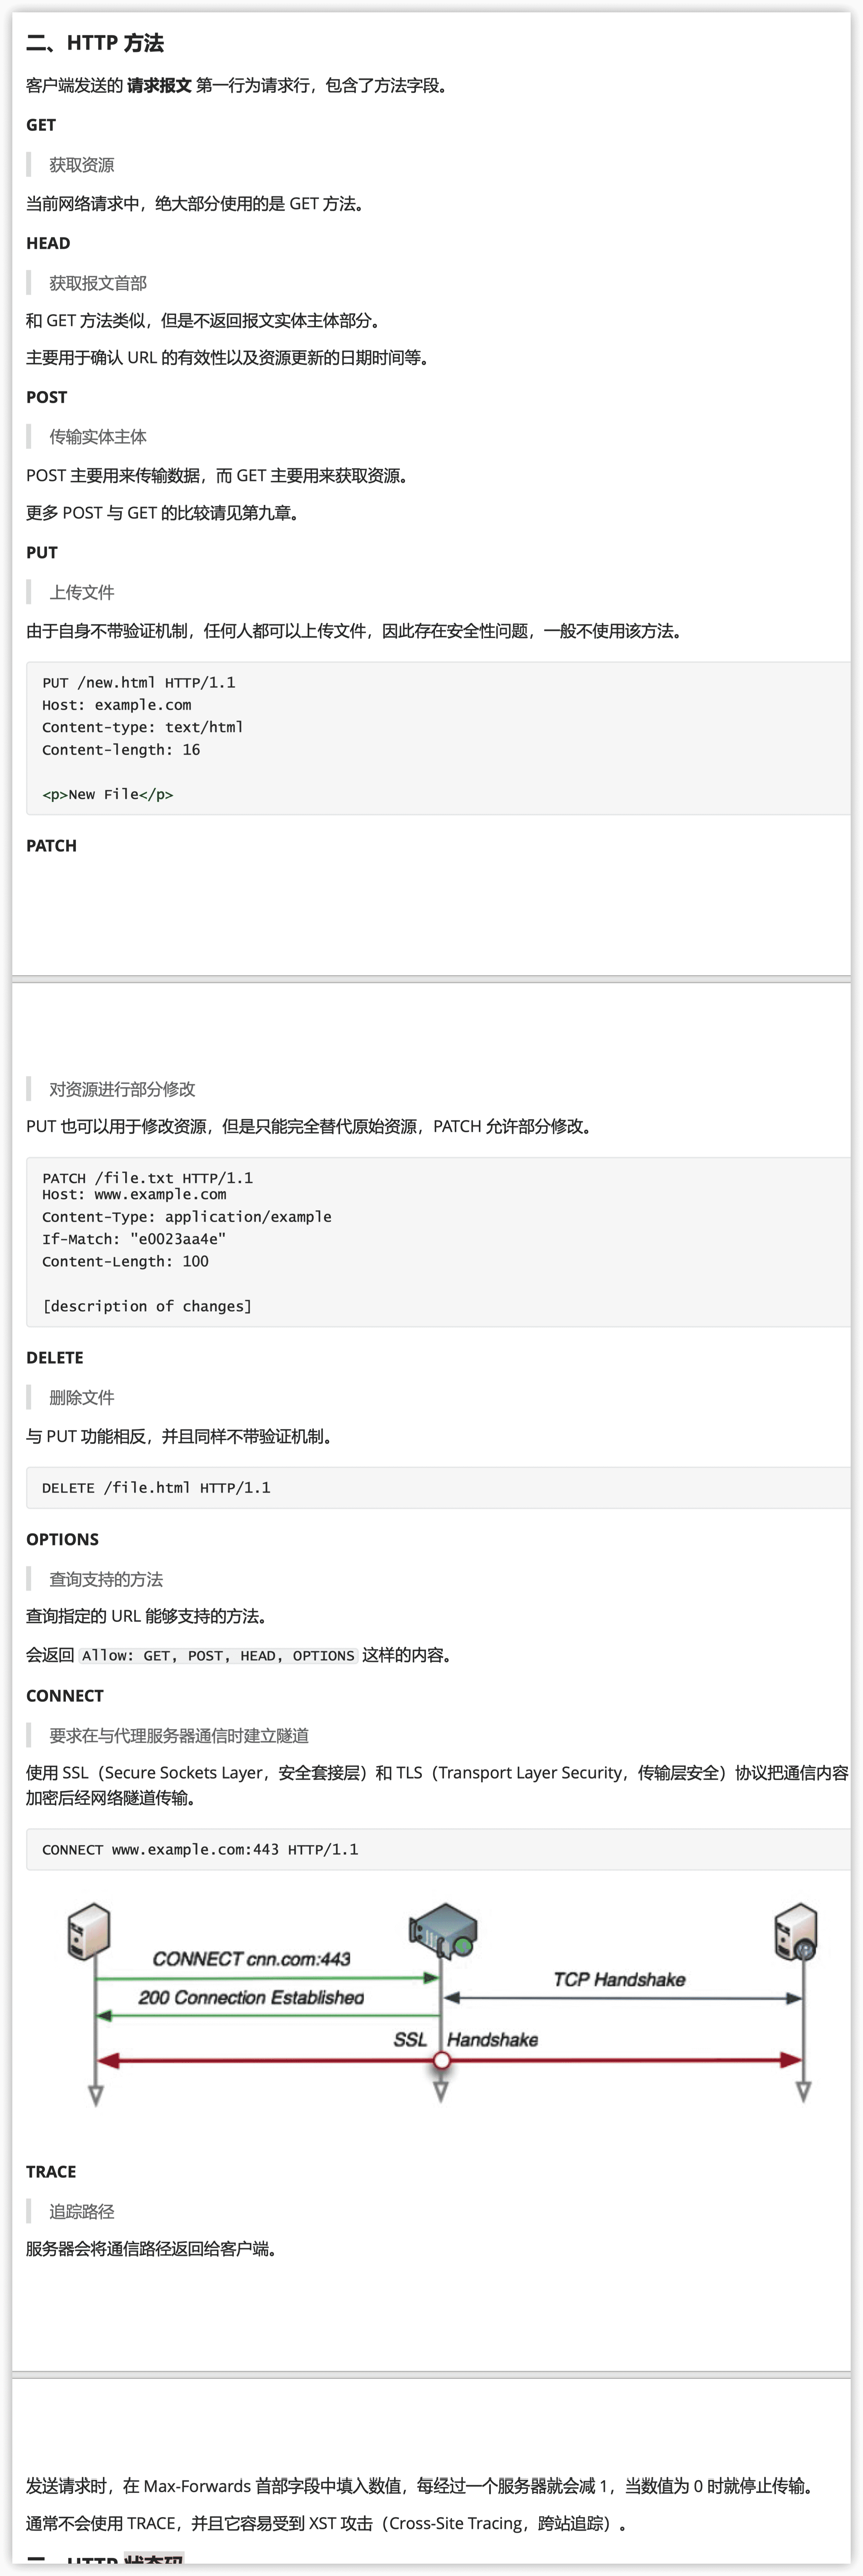 二、HTTP 方法
客户端发送的 请求报文 第一行为请求行，包含了方法字段。
GET
获取资源
当前网络请求中，绝大部分使用的是 GET 方法。
HEAD
获取报文首部
和 GET 方法类似，但是不返回报文实体主体部分。
主要用于确认 URL 的有效性以及资源更新的日期时间等。
POST
传输实体主体
POST 主要用来传输数据，而 GET 主要用来获取资源。
更多 POST 与 GET 的比较请见第九章。
PUT
上传文件
由于自身不带验证机制，任何人都可以上传文件，因此存在安全性问题，一般不使用该方法。
PUT /new.html HTTP/1.1
Host: example.com
Content-type: text/html
Content-length: 16
<p>New File</p>
PATCH
对资源进行部分修改
PUT 也可以用于修改资源，但是只能完全替代原始资源，PATCH 允许部分修改。
PATCH /file.txt HTTP/1.1
Host: www.example.com
Content-Type: application/example
If-Match: "e0023aa4e"
Content-Length: 100
[description of changes]
DELETE
删除文件
与 PUT 功能相反，并且同样不带验证机制。
DELETE /file.html HTTP/1.1
OPTIONS
查询支持的方法
查询指定的 URL 能够支持的方法。
会返回 Allow: GET, POST, HEAD, OPTIONS 这样的内容。
CONNECT
要求在与代理服务器通信时建立隧道
使用 SSL（Secure Sockets Layer，安全套接层）和 TLS（Transport Layer Security，传输层安全）协议把通信内容
加密后经网络隧道传输。
CONNECT www.example.com:443 HTTP/1.1
CONNECT cnn.com:443
TCP Handshake
200 Connection Established
SSL Handshake
TRACE
追踪路径
服务器会将通信路径返回给客户端。
发送请求时，在 Max-Forwards 首部字段中填入数值，每经过一个服务器就会减 1，当数值为 0 时就停止传输。
通常不会使用 TRACE，并且它容易受到 XST 攻击（Cross-Site Tracing，跨站追踪）。
HTTP 状态码